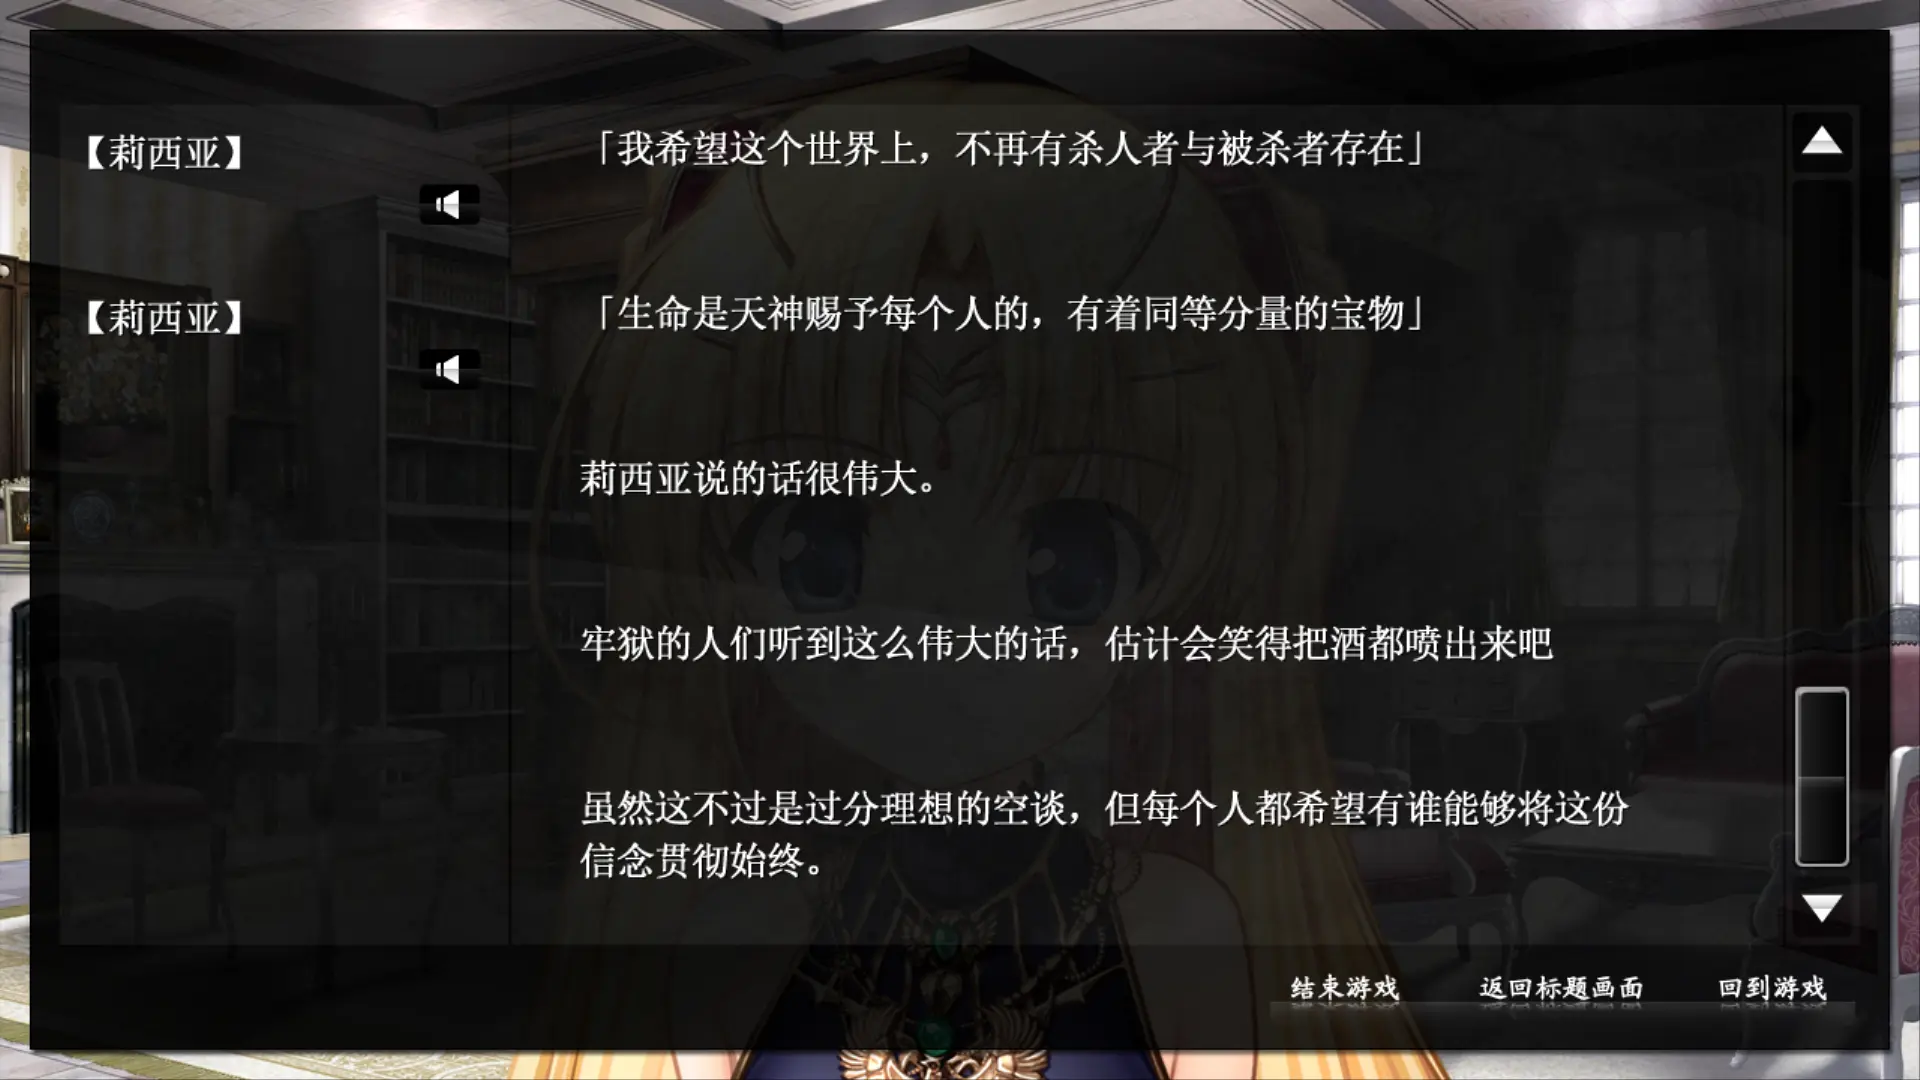 【莉西亚】
「我希望这个世界上，不再有杀人者与被杀者存在」
【莉西亚】
「生命是天神赐予每个人的，有着同等分量的宝物」
莉西亚说的话很伟大。
牢狱的人们听到这么伟大的话，估计会笑得把酒都喷出来吧
虽然这不过是过分理想的空谈，但每个人都希望有谁能够将这份
信念贯彻始终。
结束游戏
返回标题画面
回到游戏